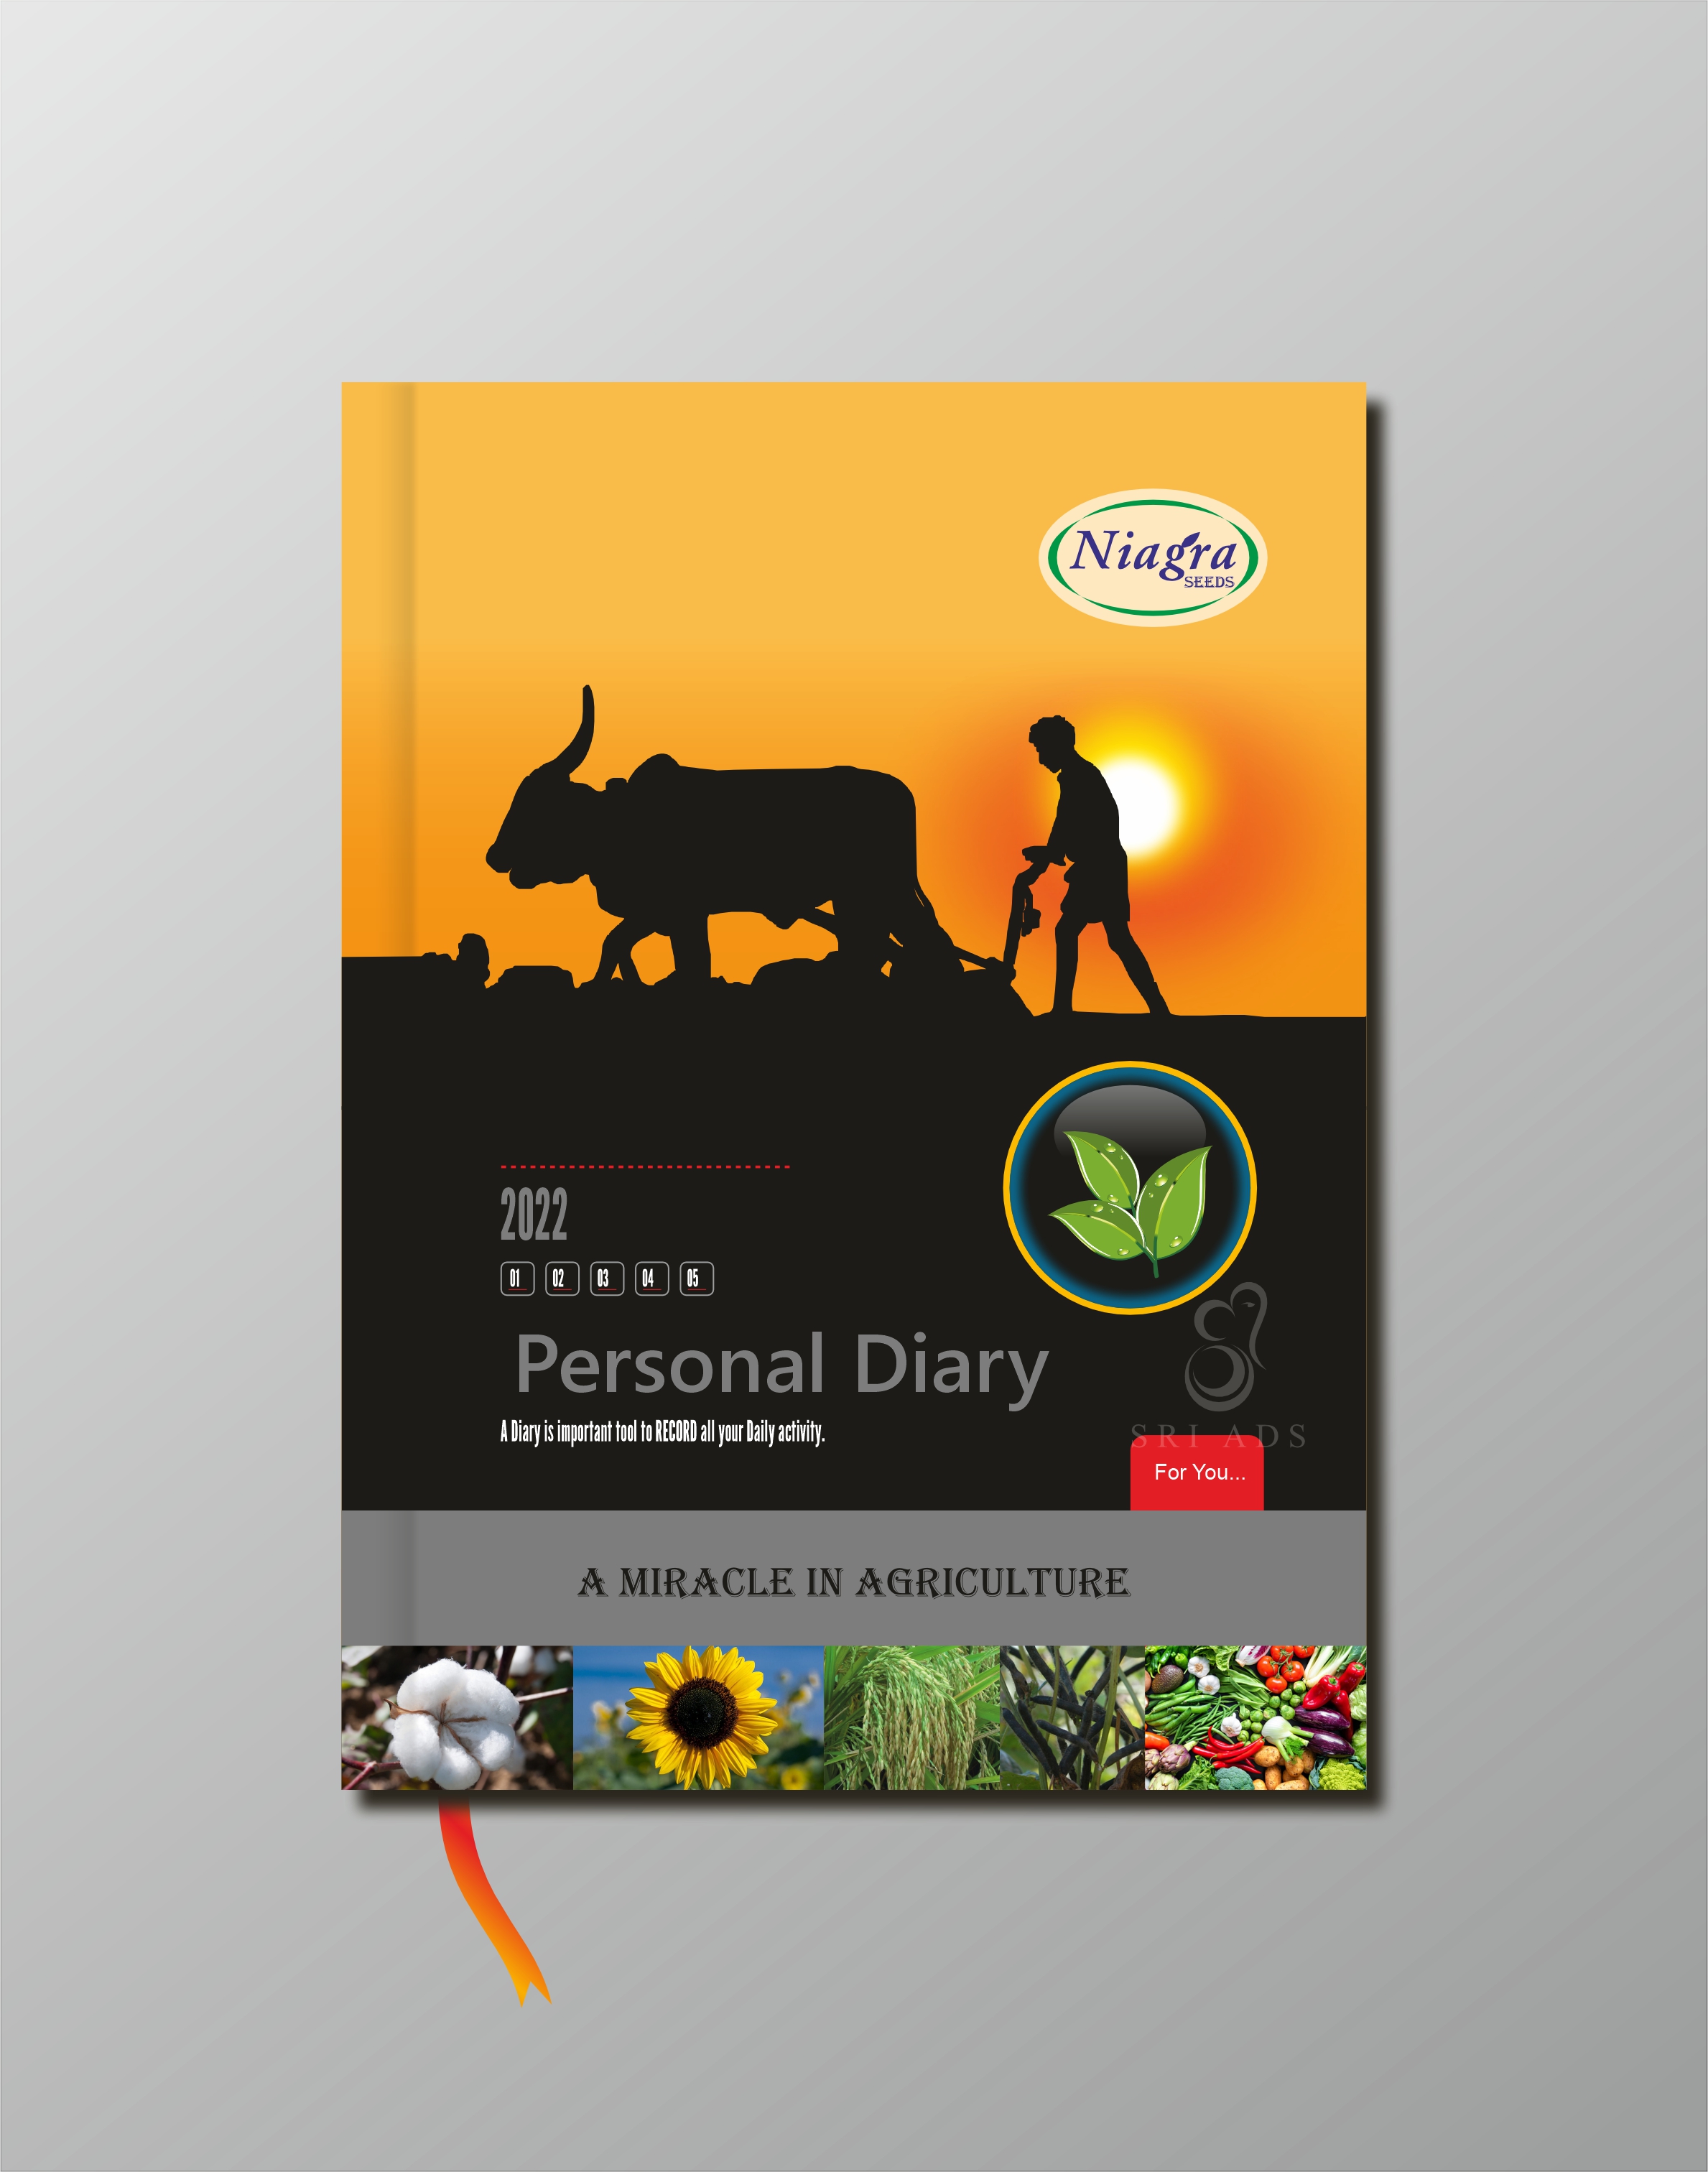 Niagra
SEEDS
2022
01 02 03 04 05
Personal Diary
A Diary is important tool to RECORD all your Daily activity.
SRI ADS
For You...
A MIRACLE IN AGRICULTURE